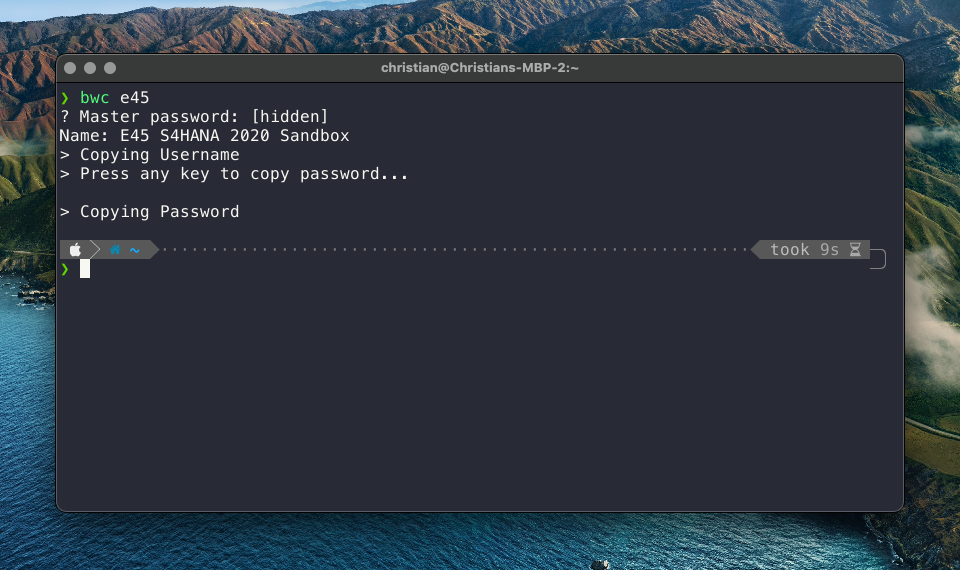 christian@Christians-MBP-2:~
❯ bwc e45
? Master password: [hidden]
Name: E45 S4HANA 2020 Sandbox
> Copying Username
> Press any key to copy password...
> Copying Password
~ took 9s
❯